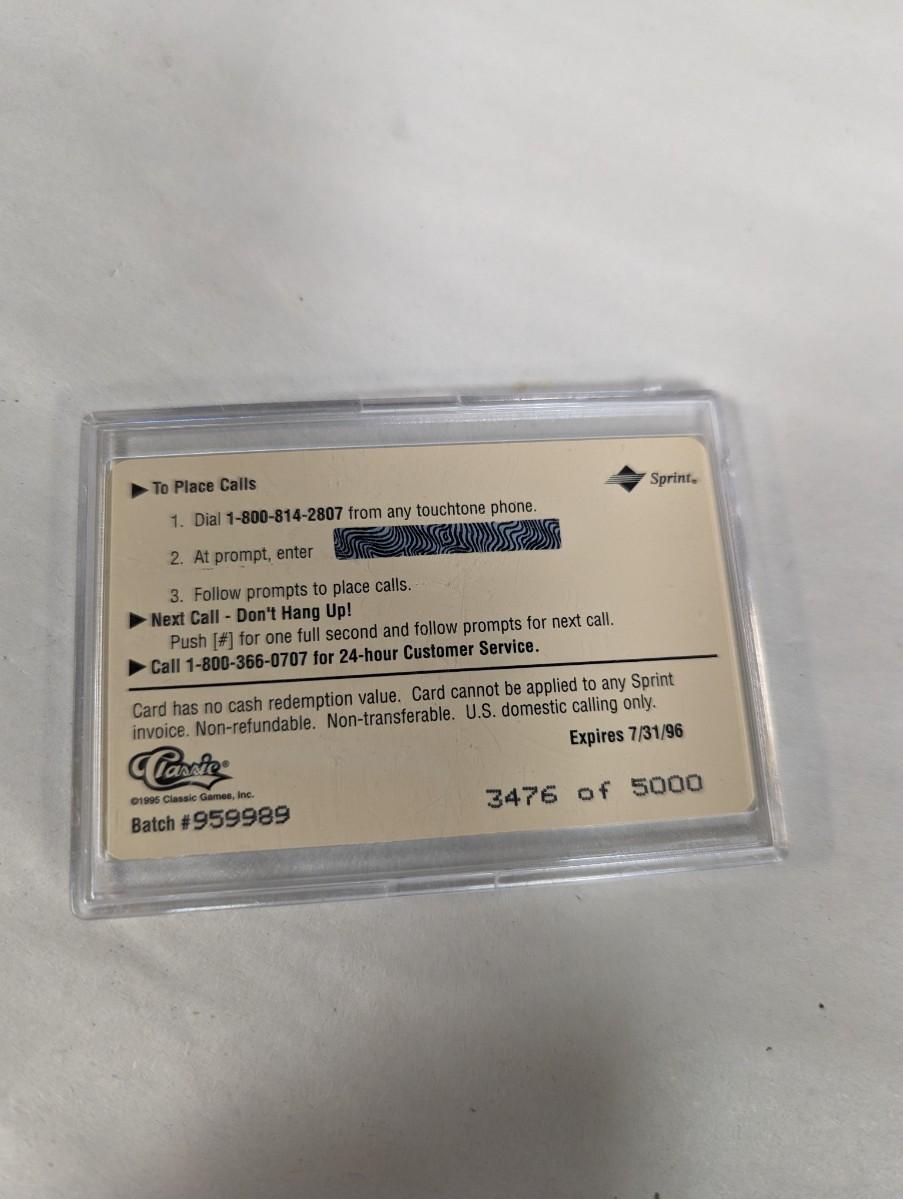 ▶ To Place Calls
Sprint®
1. Dial 1-800-814-2807 from any touchtone phone.
2. At prompt, enter
3. Follow prompts to place calls.
▶ Next Call - Don't Hang Up!
Push [#] for one full second and follow prompts for next call.
▶ Call 1-800-366-0707 for 24-hour Customer Service.
Card has no cash redemption value. Card cannot be applied to any Sprint
invoice. Non-refundable. Non-transferable. U.S. domestic calling only.
Expires 7/31/96
Classic®
©1995 Classic Games, Inc.
3476 of 5000
Batch #959989